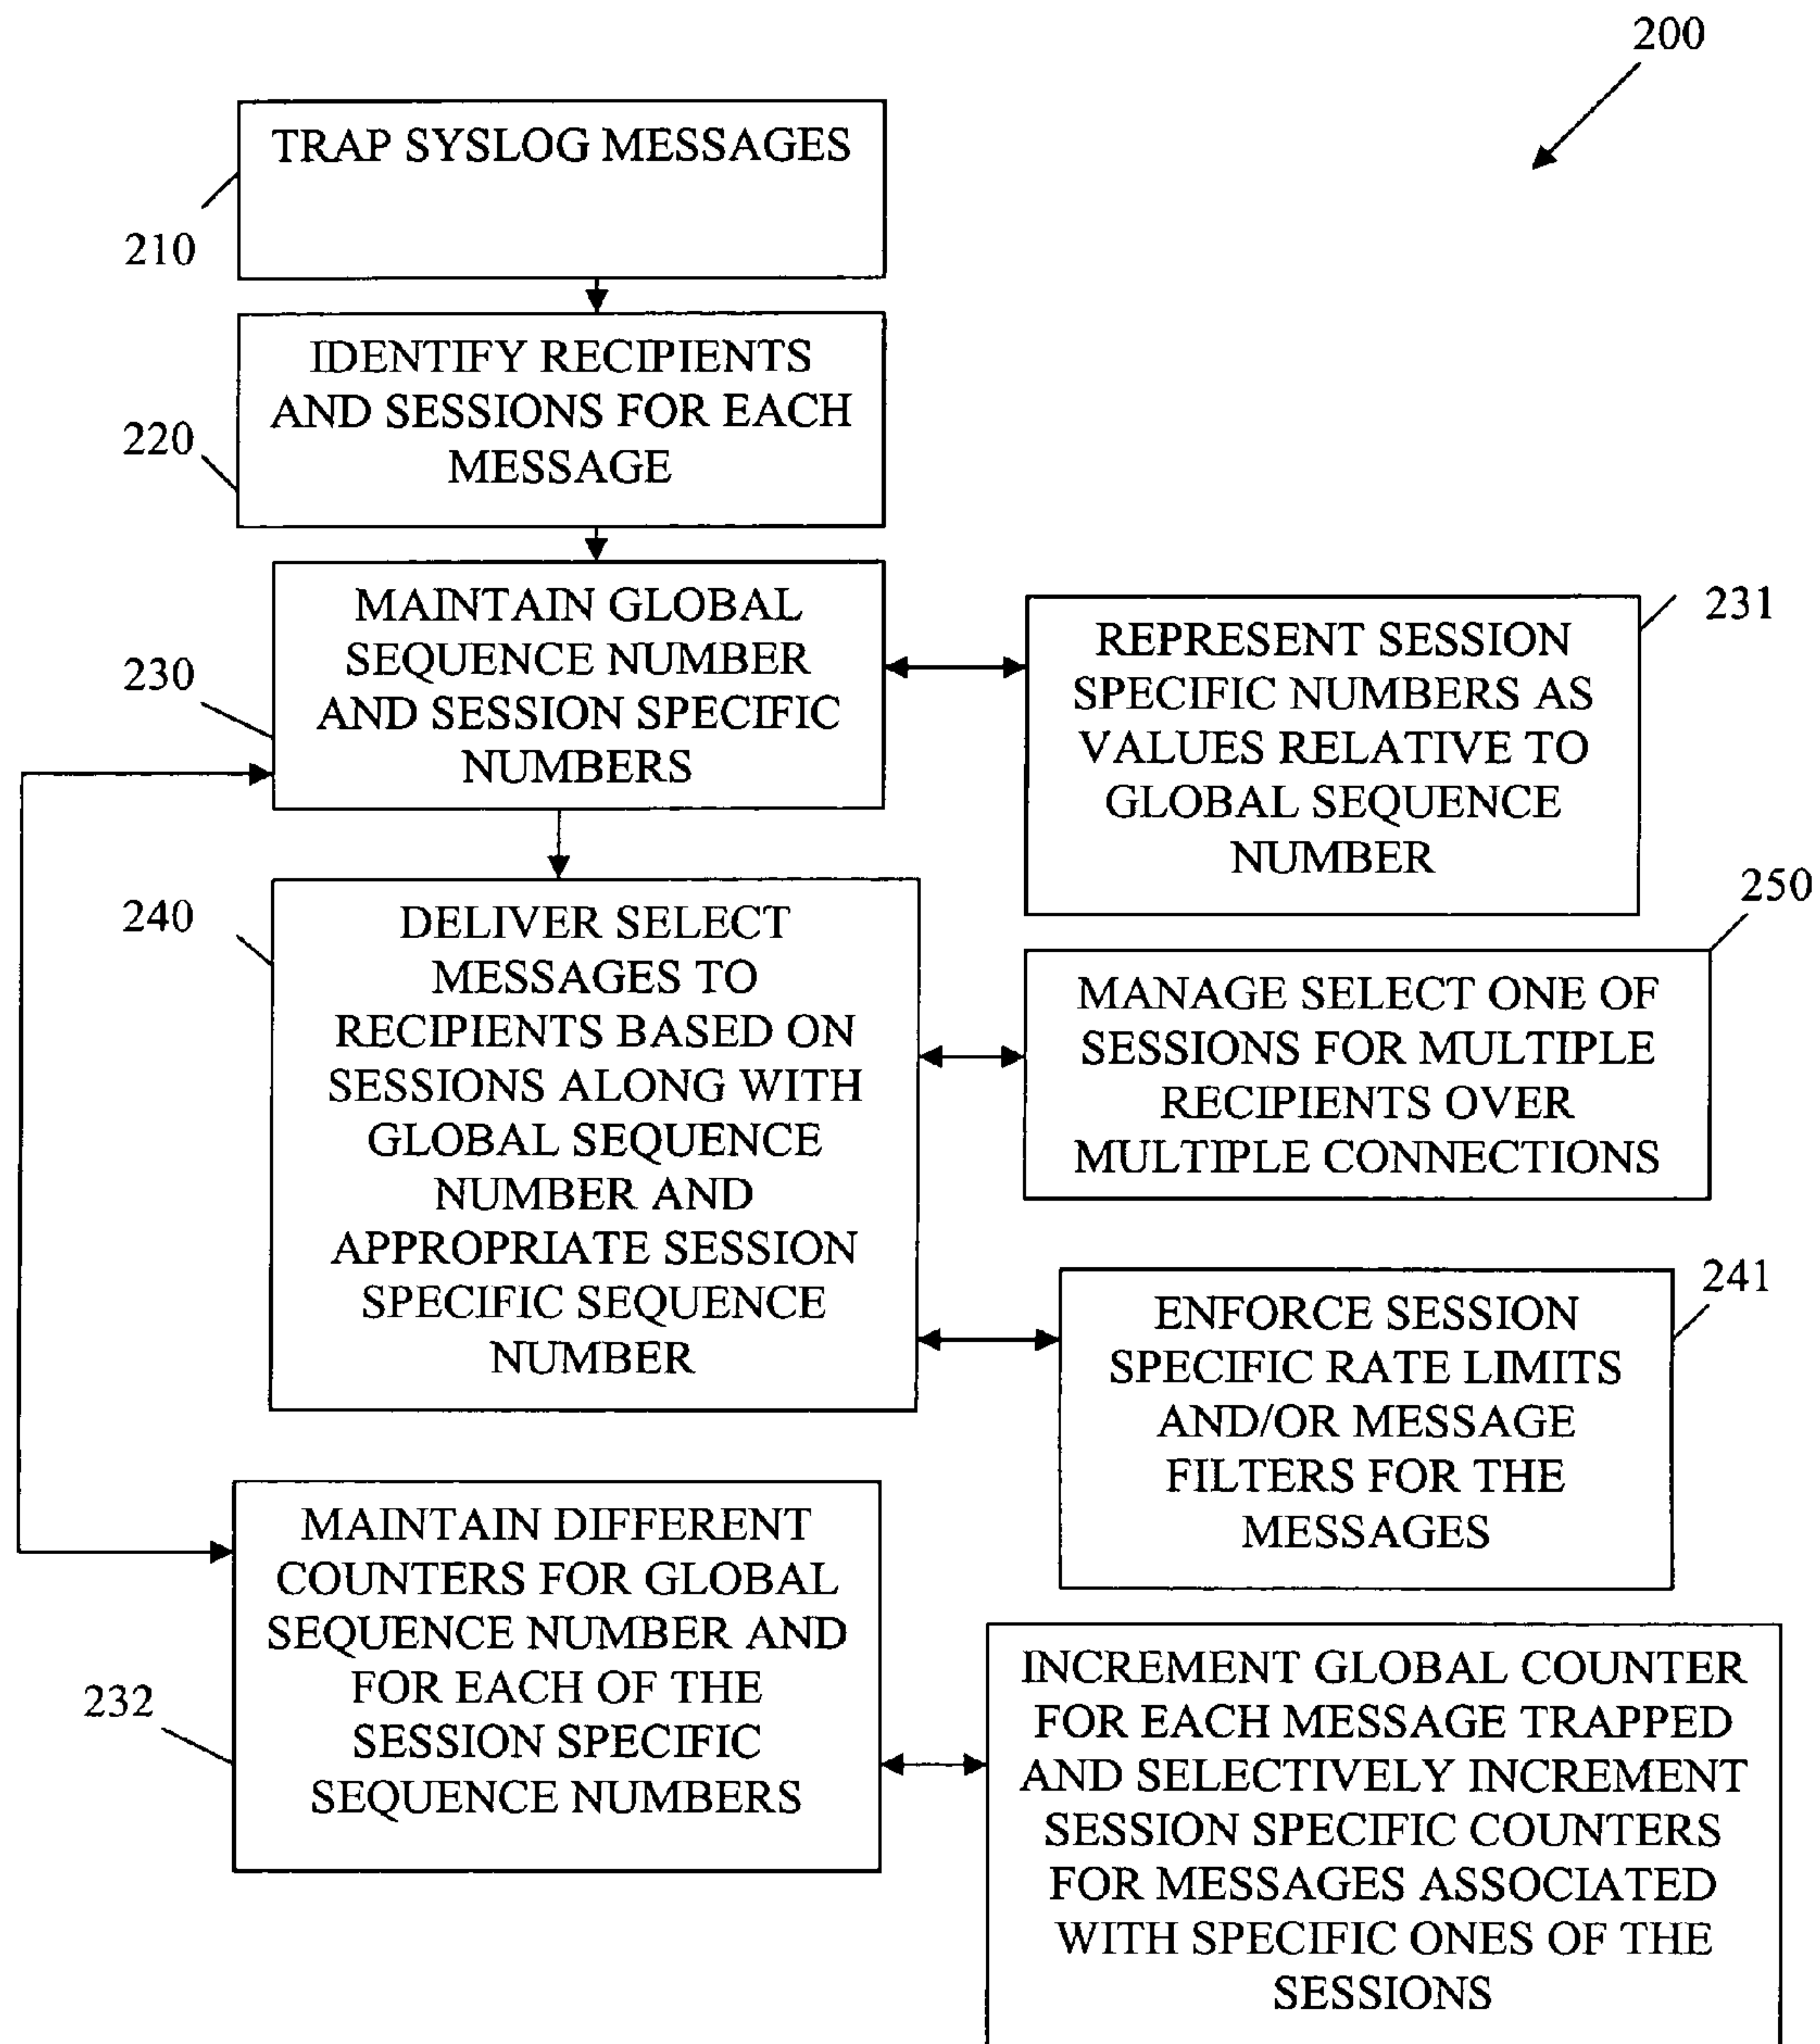 200
TRAP SYSLOG MESSAGES
210
IDENTIFY RECIPIENTS
AND SESSIONS FOR EACH
MESSAGE
220
MAINTAIN GLOBAL
SEQUENCE NUMBER
AND SESSION SPECIFIC
NUMBERS
230
REPRESENT SESSION
SPECIFIC NUMBERS AS
VALUES RELATIVE TO
GLOBAL SEQUENCE
NUMBER
231
DELIVER SELECT
MESSAGES TO
RECIPIENTS BASED ON
SESSIONS ALONG WITH
GLOBAL SEQUENCE
NUMBER AND
APPROPRIATE SESSION
SPECIFIC SEQUENCE
NUMBER
240
MANAGE SELECT ONE OF
SESSIONS FOR MULTIPLE
RECIPIENTS OVER
MULTIPLE CONNECTIONS
250
ENFORCE SESSION
SPECIFIC RATE LIMITS
AND/OR MESSAGE
FILTERS FOR THE
MESSAGES
241
MAINTAIN DIFFERENT
COUNTERS FOR GLOBAL
SEQUENCE NUMBER AND
FOR EACH OF THE
SESSION SPECIFIC
SEQUENCE NUMBERS
232
INCREMENT GLOBAL COUNTER
FOR EACH MESSAGE TRAPPED
AND SELECTIVELY INCREMENT
SESSION SPECIFIC COUNTERS
FOR MESSAGES ASSOCIATED
WITH SPECIFIC ONES OF THE
SESSIONS